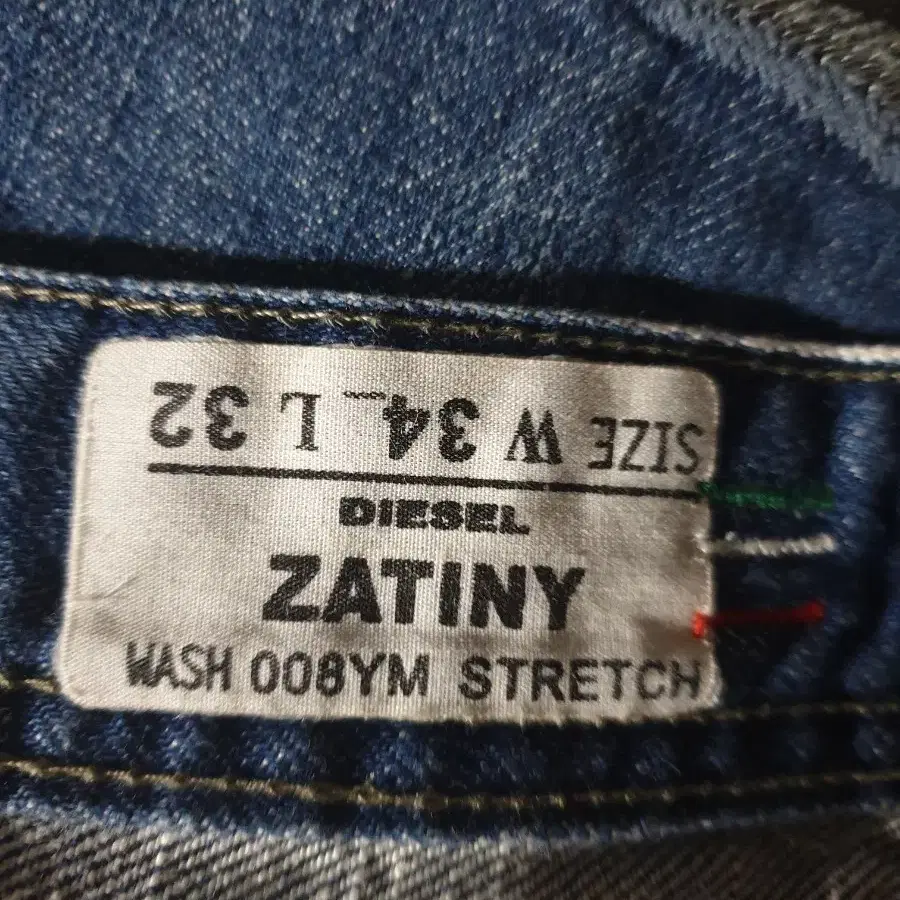 SIZE W 34 L 32
DIESEL
ZATINY
WASH 008YM STRETCH